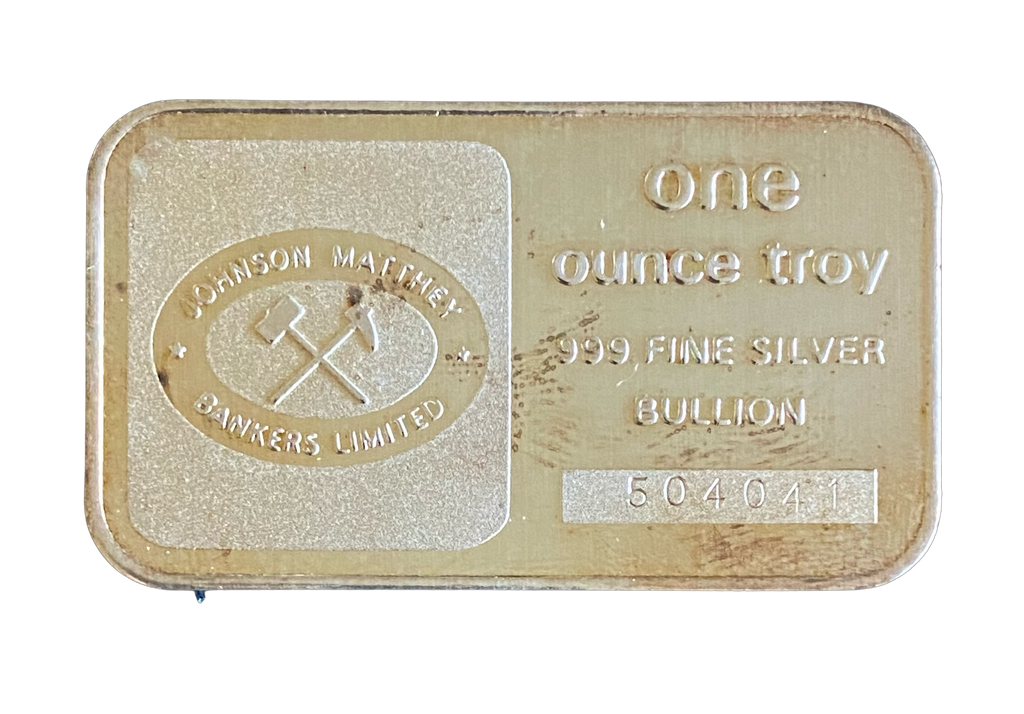 JOHNSON MATTHEY
BANKERS LIMITED
one
ounce troy
999 FINE SILVER
BULLION
504041